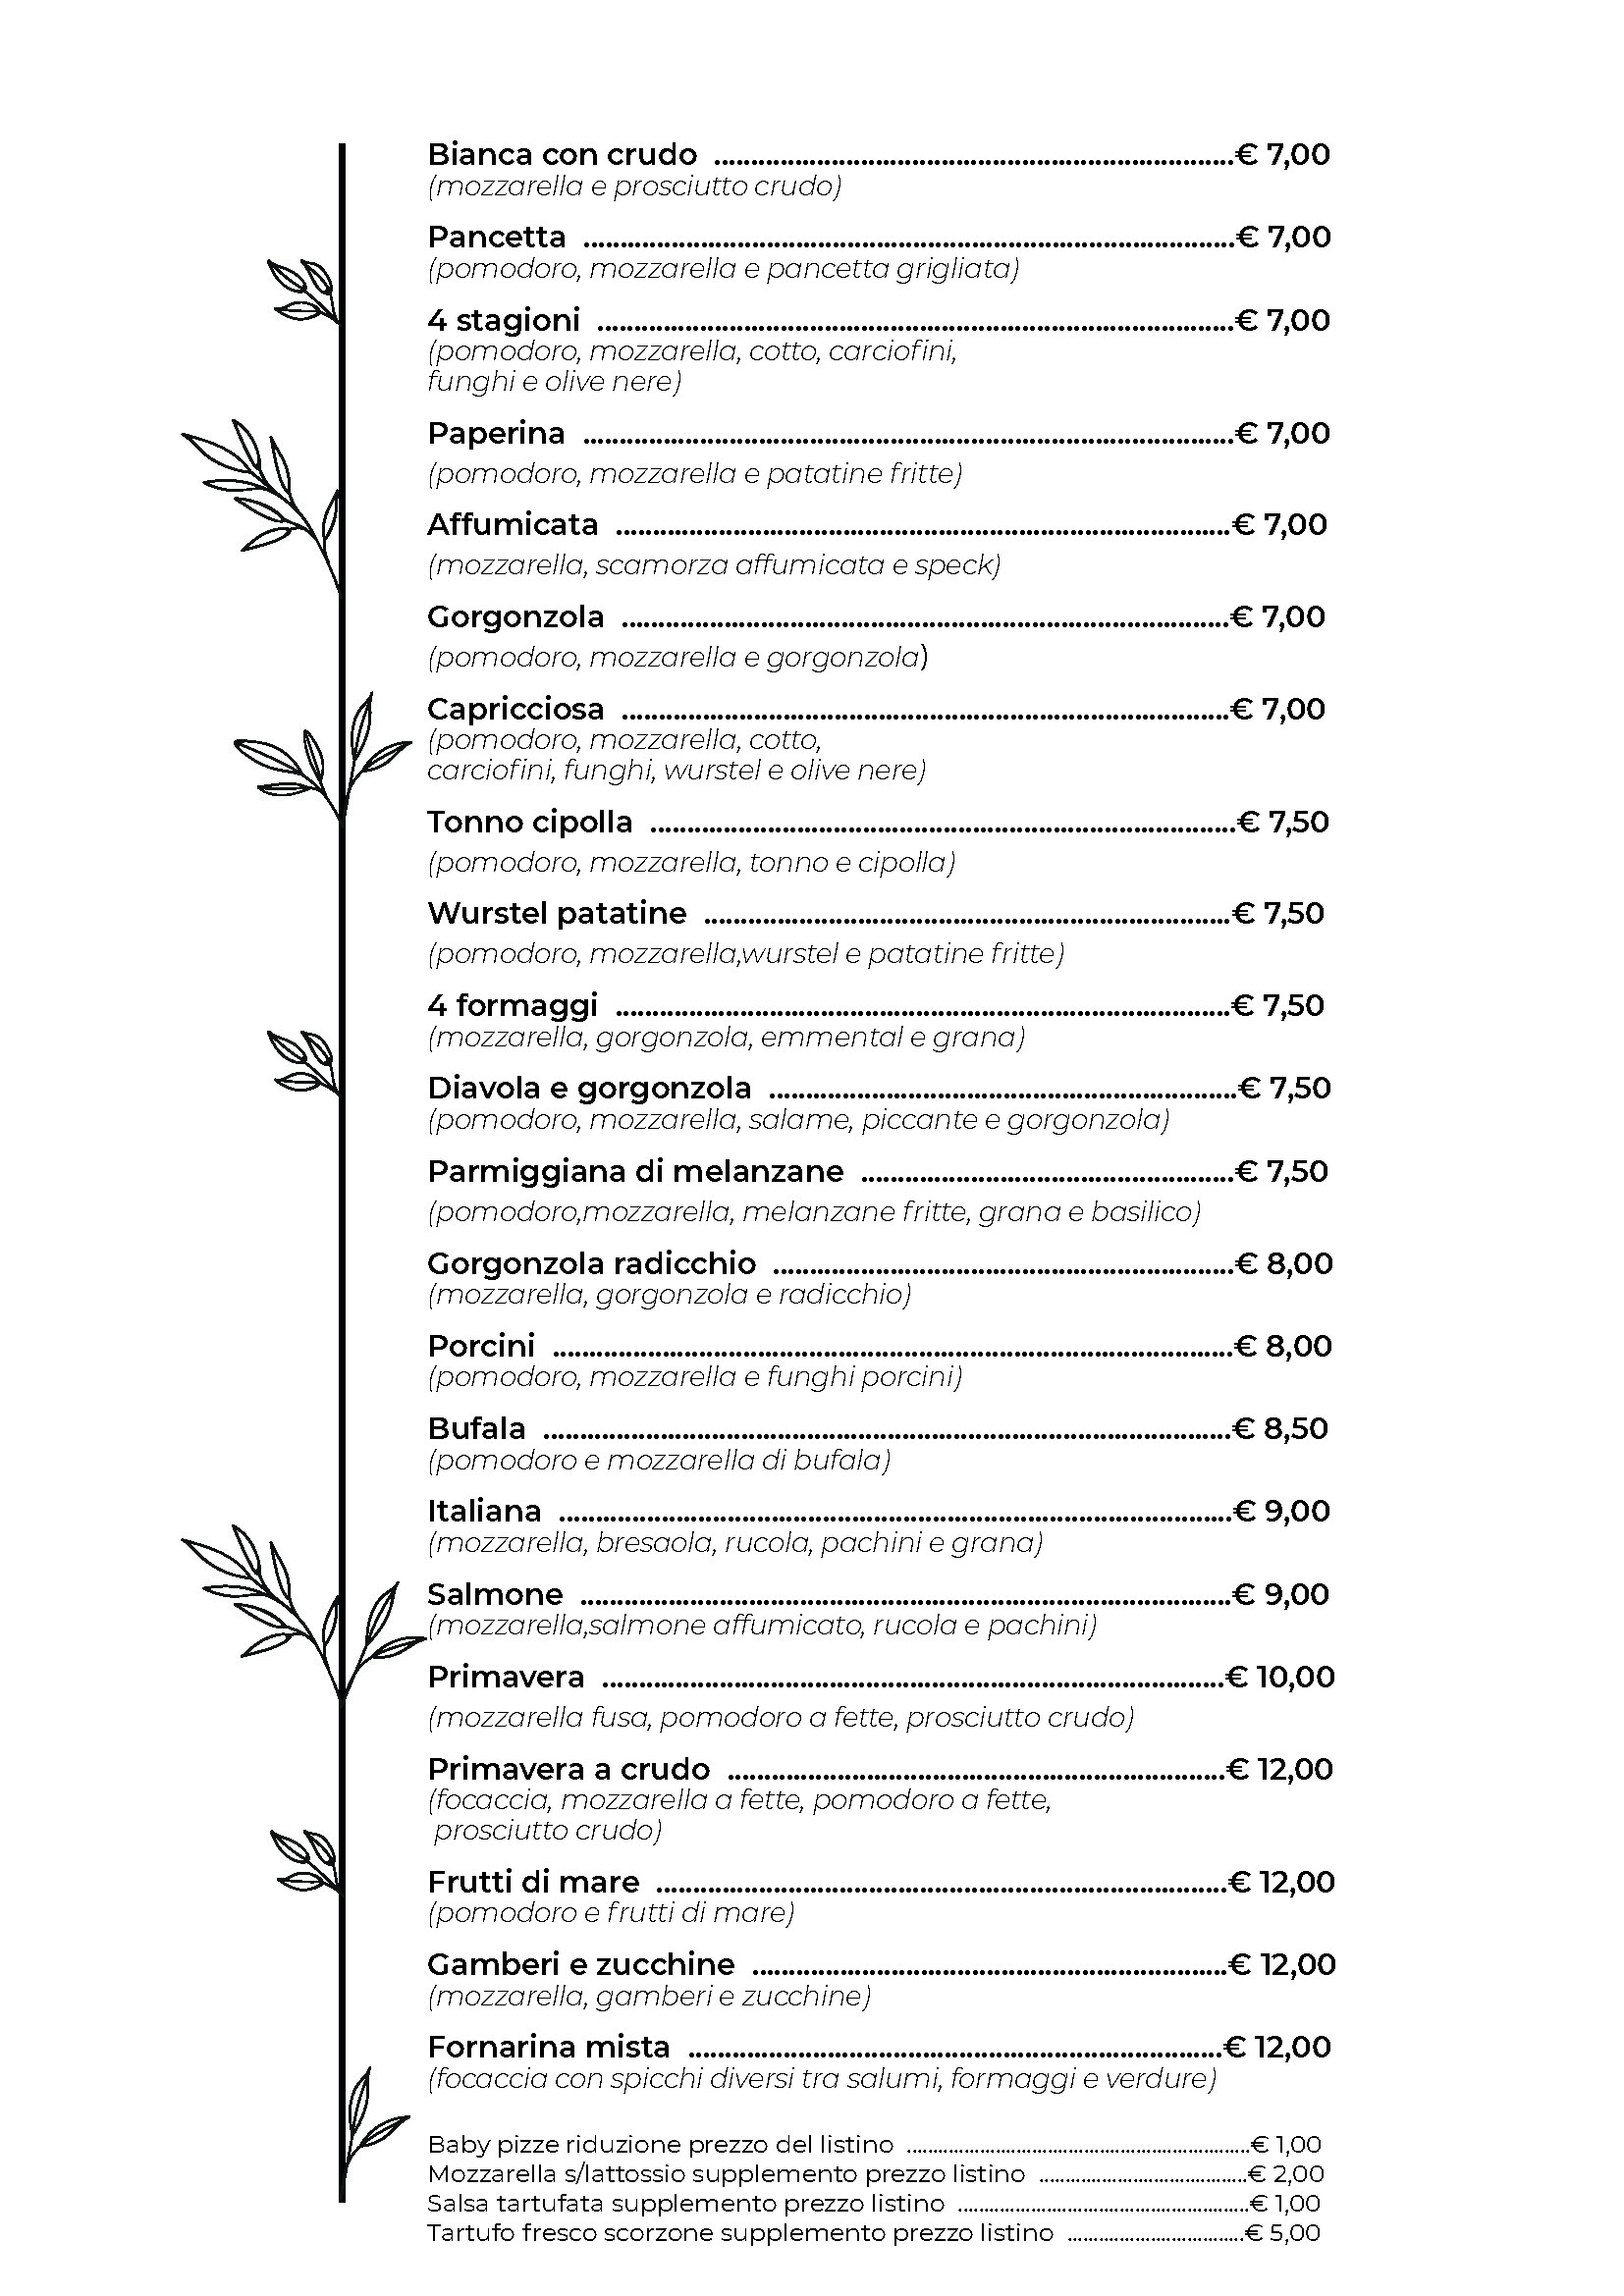 Bianca con crudo ......................................................................€ 7,00
(mozzarella e prosciutto crudo)
Pancetta ........................................................................................€ 7,00
(pomodoro, mozzarella e pancetta grigliata)
4 stagioni ......................................................................................€ 7,00
(pomodoro, mozzarella, cotto, carciofini,
funghi e olive nere)
Paperina ........................................................................................€ 7,00
(pomodoro, mozzarella e patatine fritte)
Affumicata ...................................................................................€ 7,00
(mozzarella, scamorza affumicata e speck)
Gorgonzola ..................................................................................€ 7,00
(pomodoro, mozzarella e gorgonzola)
Capricciosa ..................................................................................€ 7,00
(pomodoro, mozzarella, cotto,
carciofini, funghi, wurstel e olive nere)
Tonno cipolla ...............................................................................€ 7,50
(pomodoro, mozzarella, tonno e cipolla)
Wurstel patatine .......................................................................€ 7,50
(pomodoro, mozzarella,wurstel e patatine fritte)
4 formaggi ...................................................................................€ 7,50
(mozzarella, gorgonzola, emmental e grana)
Diavola e gorgonzola ...............................................................€ 7,50
(pomodoro, mozzarella, salame, piccante e gorgonzola)
Parmiggiana di melanzane ..................................................€ 7,50
(pomodoro,mozzarella, melanzane fritte, grana e basilico)
Gorgonzola radicchio ..............................................................€ 8,00
(mozzarella, gorgonzola e radicchio)
Porcini ............................................................................................€ 8,00
(pomodoro, mozzarella e funghi porcini)
Bufala .............................................................................................€ 8,50
(pomodoro e mozzarella di bufala)
Italiana ...........................................................................................€ 9,00
(mozzarella, bresaola, rucola, pachini e grana)
Salmone ........................................................................................€ 9,00
(mozzarella,salmone affumicato, rucola e pachini)
Primavera ....................................................................................€ 10,00
(mozzarella fusa, pomodoro a fette, prosciutto crudo)
Primavera a crudo ...................................................................€ 12,00
(focaccia, mozzarella a fette, pomodoro a fette,
prosciutto crudo)
Frutti di mare .............................................................................€ 12,00
(pomodoro e frutti di mare)
Gamberi e zucchine ................................................................€ 12,00
(mozzarella, gamberi e zucchine)
Fornarina mista ........................................................................€ 12,00
(focaccia con spicchi diversi tra salumi, formaggi e verdure)
Baby pizze riduzione prezzo del listino ..................................................................€ 1,00
Mozzarella s/lattossio supplemento prezzo listino ........................................€ 2,00
Salsa tartufata supplemento prezzo listino ........................................................€ 1,00
Tartufo fresco scorzone supplemento prezzo listino ..................................€ 5,00